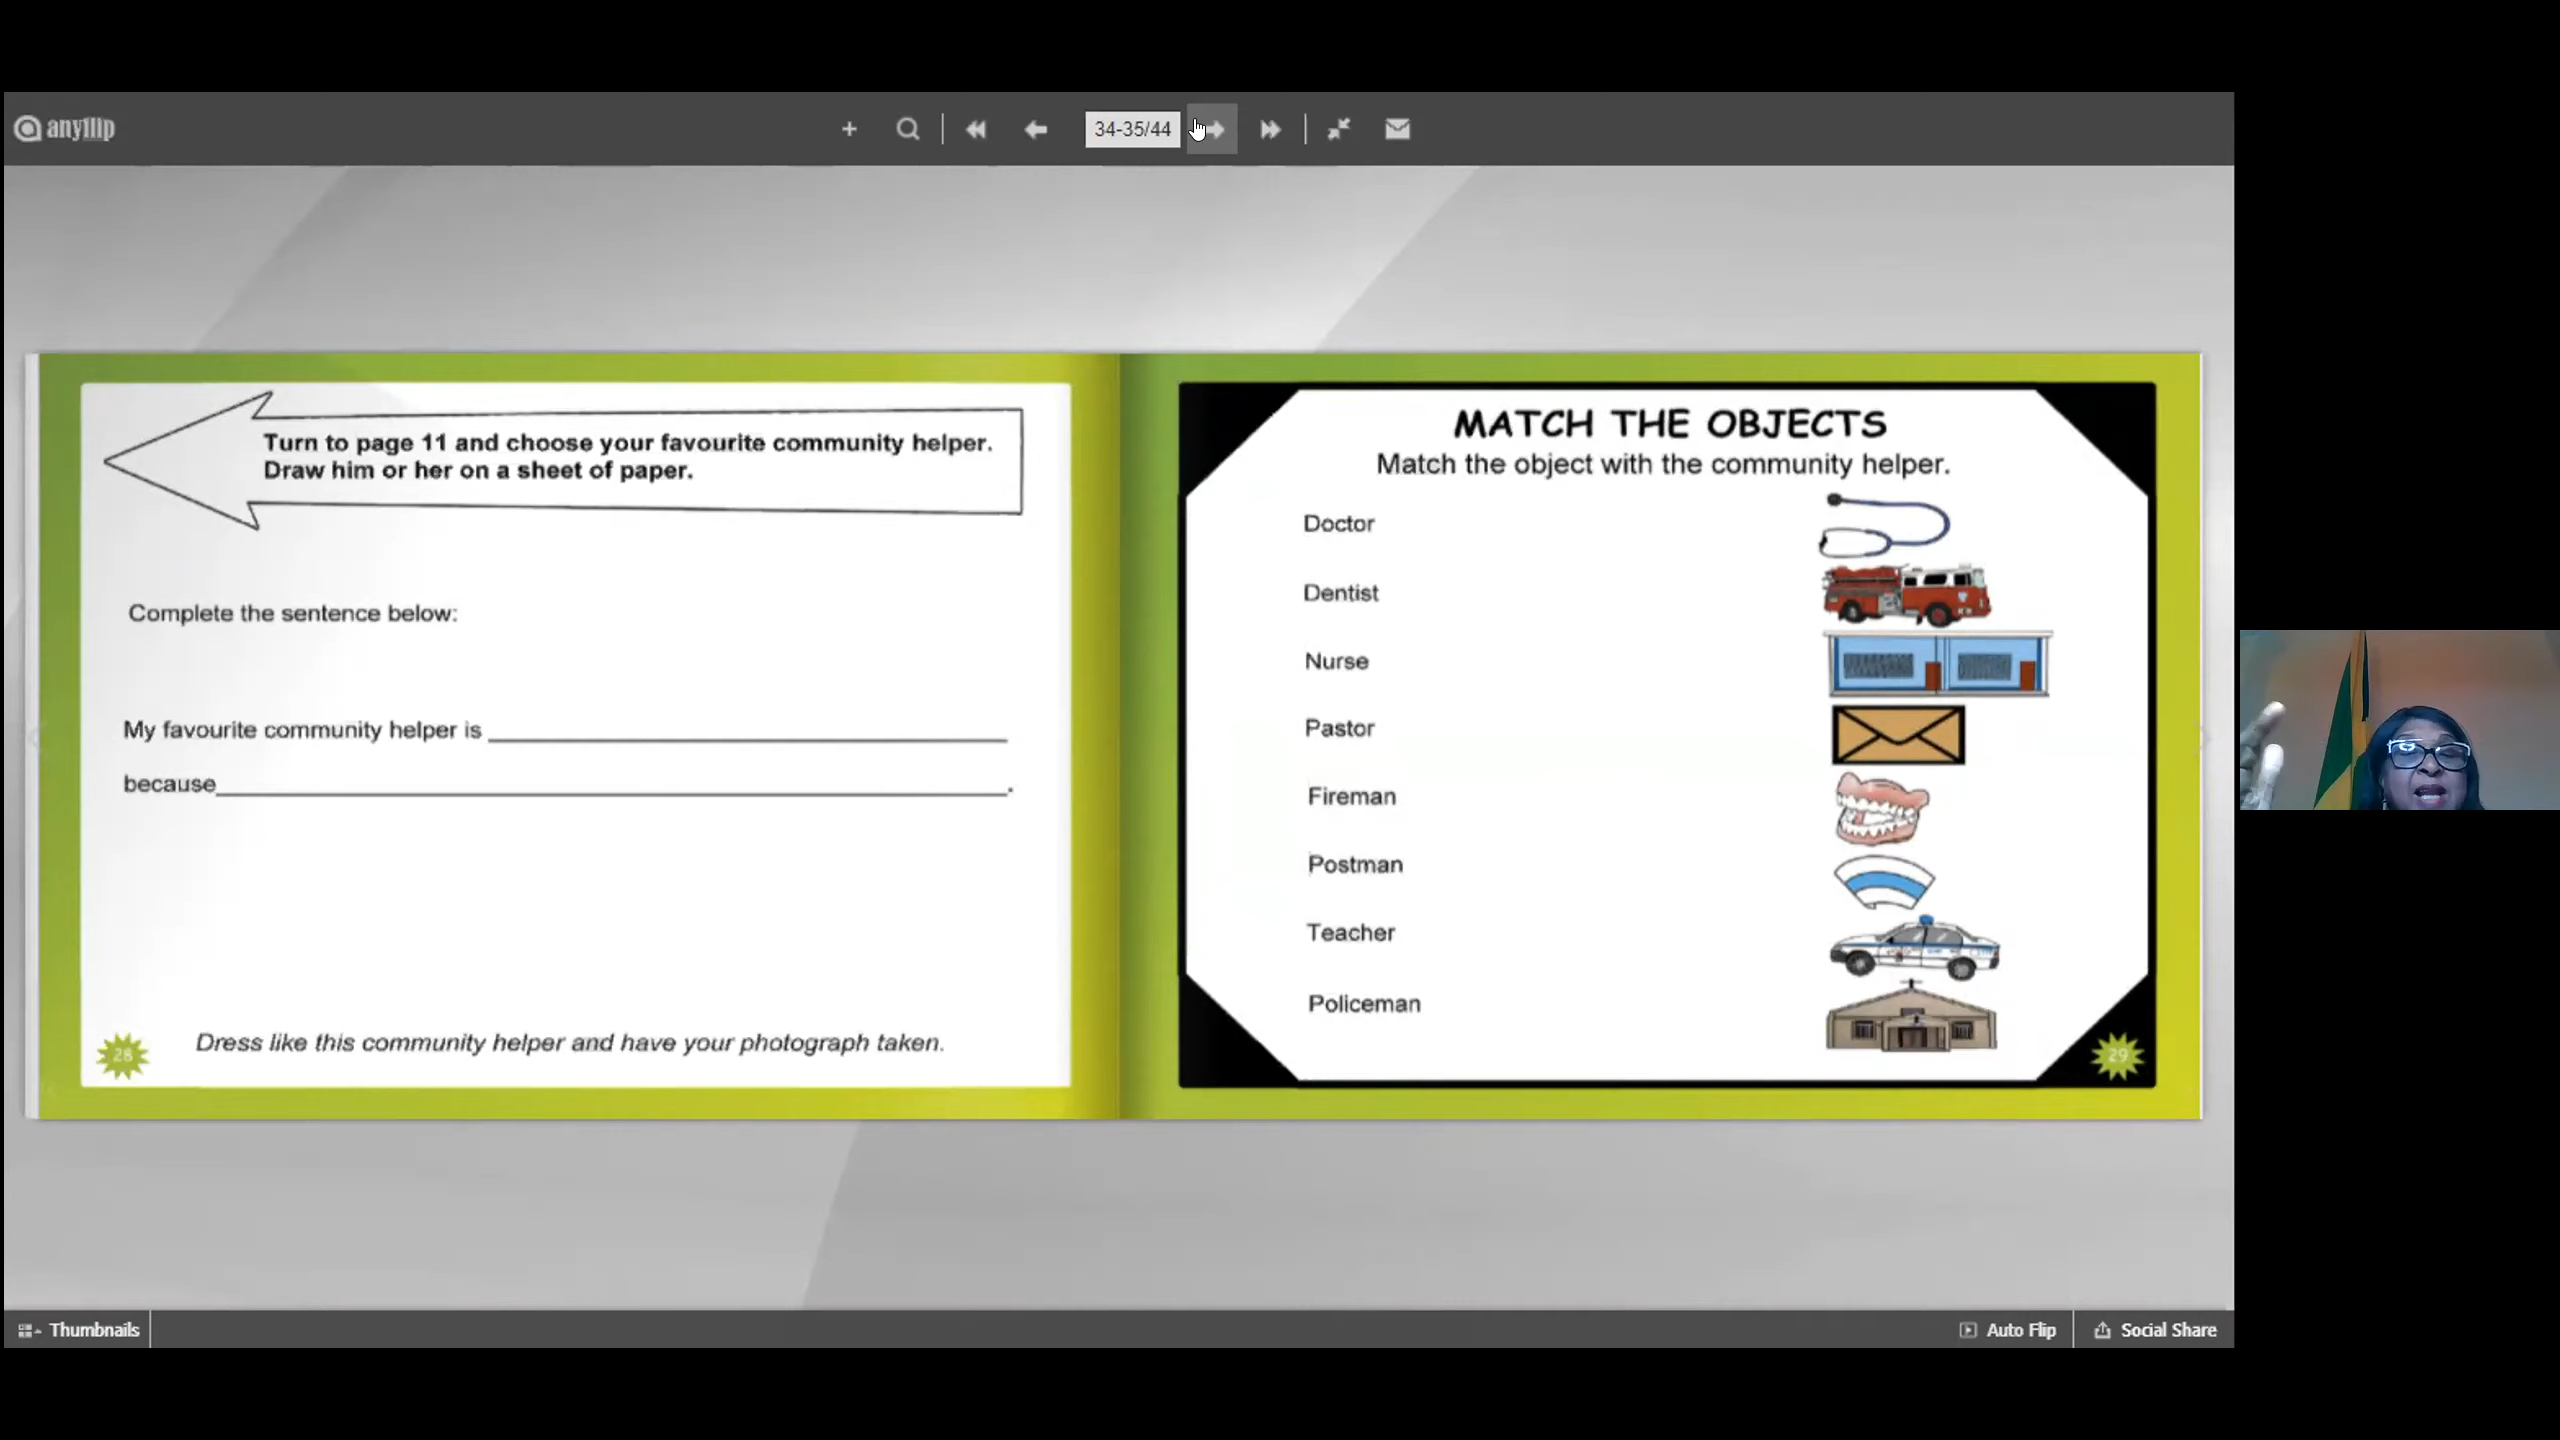 anyflip
34-35/44
Turn to page 11 and choose your favourite community helper.
Draw him or her on a sheet of paper.
Complete the sentence below:
My favourite community helper is
because .
Dress like this community helper and have your photograph taken.
28
MATCH THE OBJECTS
Match the object with the community helper.
Doctor
Dentist
Nurse
Pastor
Fireman
Postman
Teacher
Policeman
29
Thumbnails
Auto Flip
Social Share